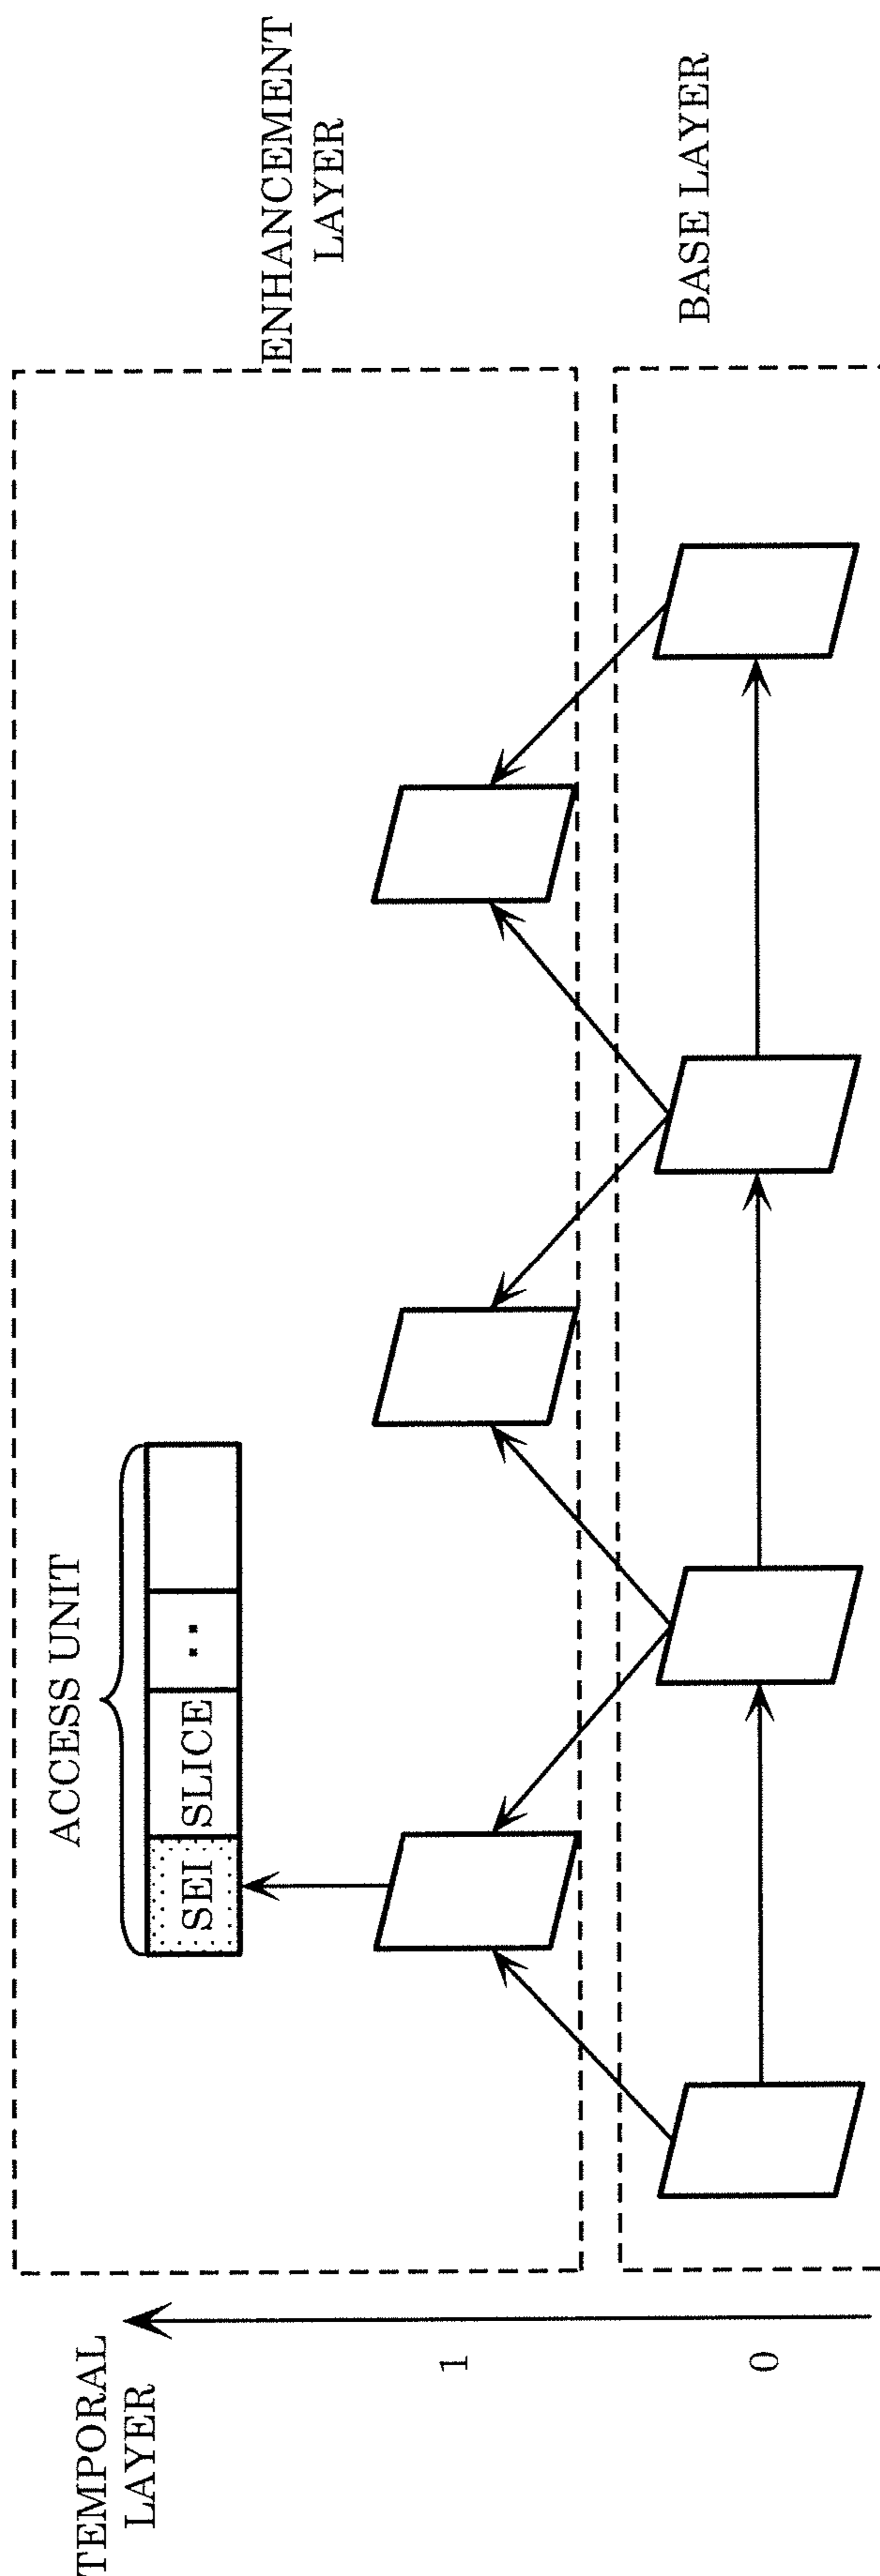 TEMPORAL
LAYER
1
0
ACCESS UNIT
SEI
SLICE
..
ENHANCEMENT
LAYER
BASE LAYER